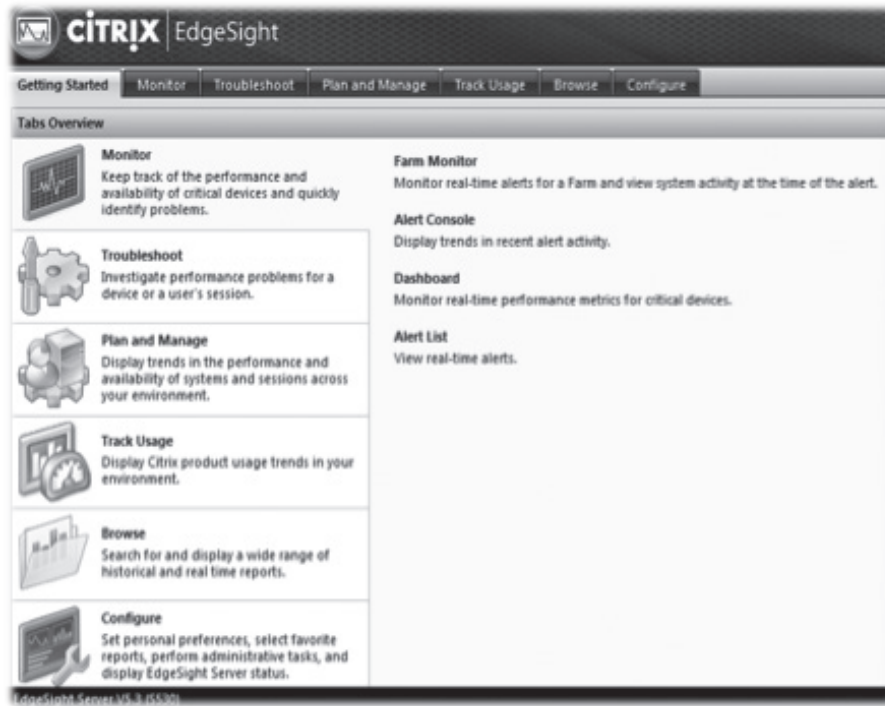 CITRIX EdgeSight
Getting Started Monitor Troubleshoot Plan and Manage Track Usage Browse Configure
Tabs Overview
Monitor
Keep track of the performance and
availability of critical devices and quickly
identify problems.
Troubleshoot
Investigate performance problems for a
device or a user's session.
Plan and Manage
Display trends in the performance and
availability of systems and sessions across
your environment.
Track Usage
Display Citrix product usage trends in your
environment.
Browse
Search for and display a wide range of
historical and real time reports.
Configure
Set personal preferences, select favorite
reports, perform administrative tasks, and
display EdgeSight Server status.
Farm Monitor
Monitor real-time alerts for a Farm and view system activity at the time of the alert.
Alert Console
Display trends in recent alert activity.
Dashboard
Monitor real-time performance metrics for critical devices.
Alert List
View real-time alerts.
EdgeSight Server V5.3 (S530)